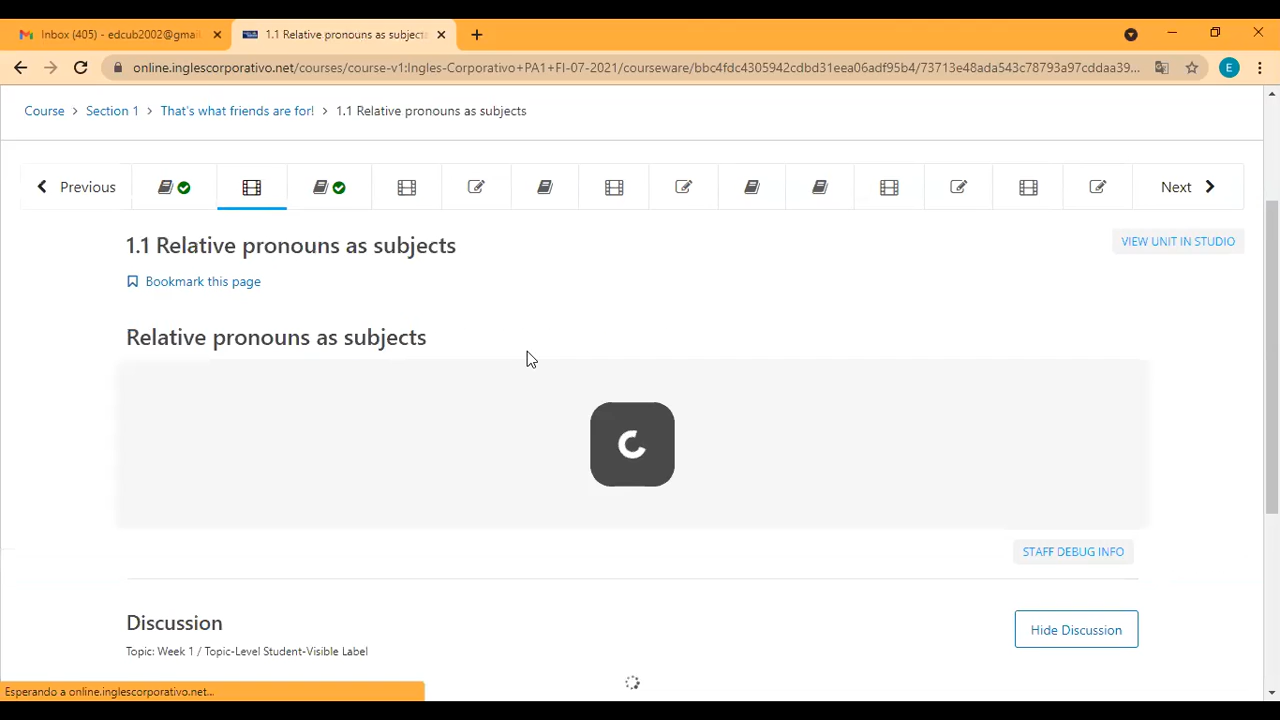 Inbox (405) - edcub2002@gmai
1.1 Relative pronouns as subjects
online.inglescorporativo.net/courses/course-v1:Ingles-Corporativo+PA1+FI-07-2021/courseware/bbc4fdc4305942cdbd31eea06adf95b4/73713e48ada543c78793a97cddaa39...
E
Course > Section 1 > That's what friends are for! > 1.1 Relative pronouns as subjects
Previous
Next
1.1 Relative pronouns as subjects
VIEW UNIT IN STUDIO
Bookmark this page
Relative pronouns as subjects
STAFF DEBUG INFO
Discussion
Hide Discussion
Topic: Week 1 / Topic-Level Student-Visible Label
Esperando a online.inglescorporativo.net...